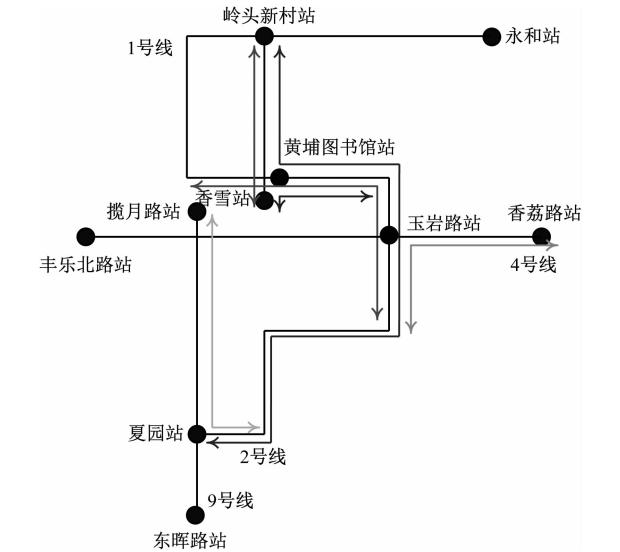 岭头新村站
永和站
1号线
黄埔图书馆站
香雪站
揽月路站
香荔路站
玉岩路站
丰乐北路站
4号线
夏园站
2号线
9号线
东晖路站